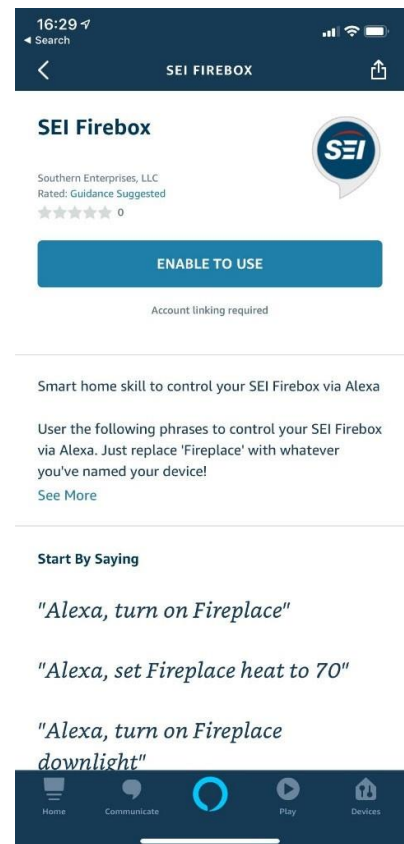 16:29
Search
SEI FIREBOX
SEI Firebox
SEI
Southern Enterprises, LLC
Rated: Guidance Suggested
0
ENABLE TO USE
Account linking required
Smart home skill to control your SEI Firebox via Alexa
User the following phrases to control your SEI Firebox
via Alexa. Just replace 'Fireplace' with whatever
you've named your device!
See More
Start By Saying
"Alexa, turn on Fireplace"
"Alexa, set Fireplace heat to 70"
"Alexa, turn on Fireplace
downlight"
Home
Communicate
Play
Devices